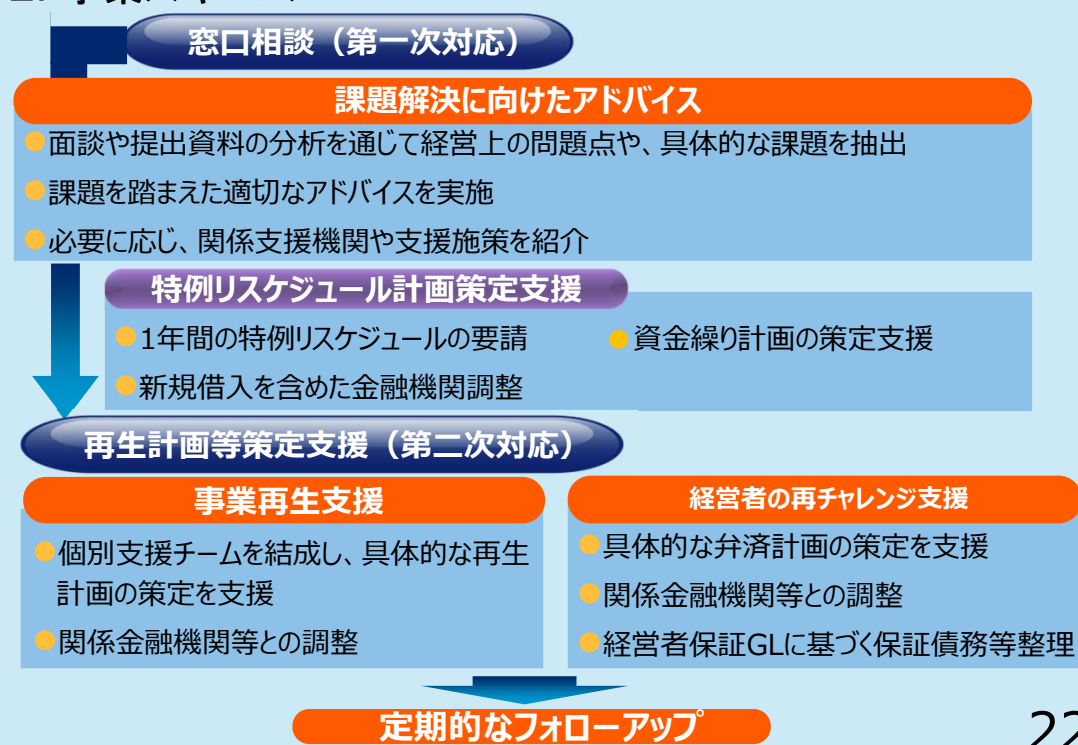 窓口相談（第一次対応）
課題解決に向けたアドバイス
●面談や提出資料の分析を通じて経営上の問題点や、具体的な課題を抽出
●課題を踏まえた適切なアドバイスを実施
●必要に応じ、関係支援機関や支援施策を紹介
特例リスケジュール計画策定支援
●1年間の特例リスケジュールの要請
●資金繰り計画の策定支援
●新規借入を含めた金融機関調整
再生計画等策定支援（第二次対応）
事業再生支援
●個別支援チームを結成し、具体的な再生
計画の策定を支援
●関係金融機関等との調整
経営者の再チャレンジ支援
●具体的な弁済計画の策定を支援
●関係金融機関等との調整
●経営者保証GLに基づく保証債務等整理
定期的なフォローアップ
22